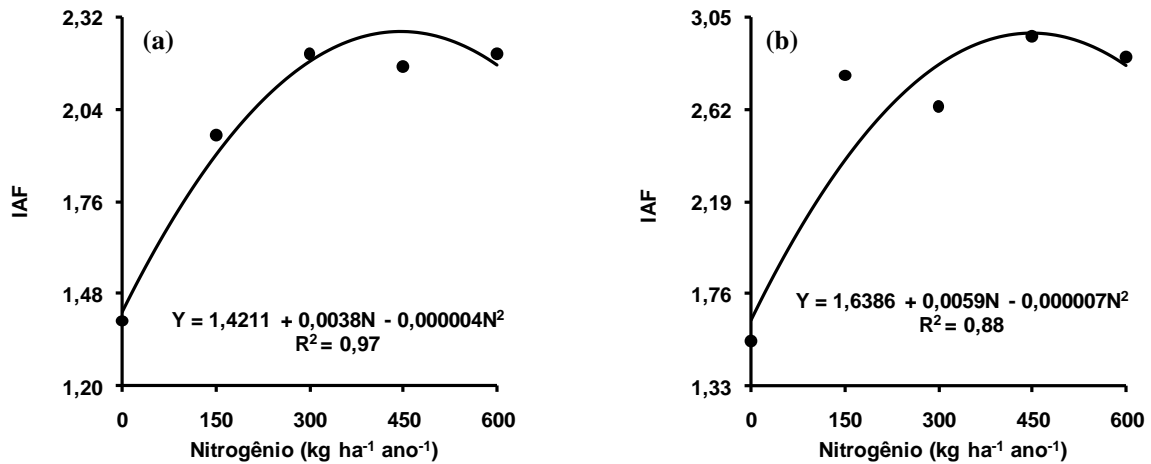 (a)
2,32
2,04
1,76
1,48
1,20
IAF
Y = 1,4211 + 0,0038N - 0,000004N²
R² = 0,97
0 150 300 450 600
Nitrogênio (kg ha⁻¹ ano⁻¹)
(b)
3,05
2,62
2,19
1,76
1,33
IAF
Y = 1,6386 + 0,0059N - 0,000007N²
R² = 0,88
0 150 300 450 600
Nitrogênio (kg ha⁻¹ ano⁻¹)